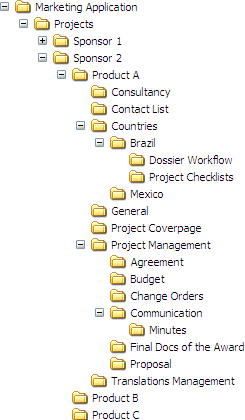 Marketing Application
Projects
Sponsor 1
Sponsor 2
Product A
Consultancy
Contact List
Countries
Brazil
Dossier Workflow
Project Checklists
Mexico
General
Project Coverpage
Project Management
Agreement
Budget
Change Orders
Communication
Minutes
Final Docs of the Award
Proposal
Translations Management
Product B
Product C